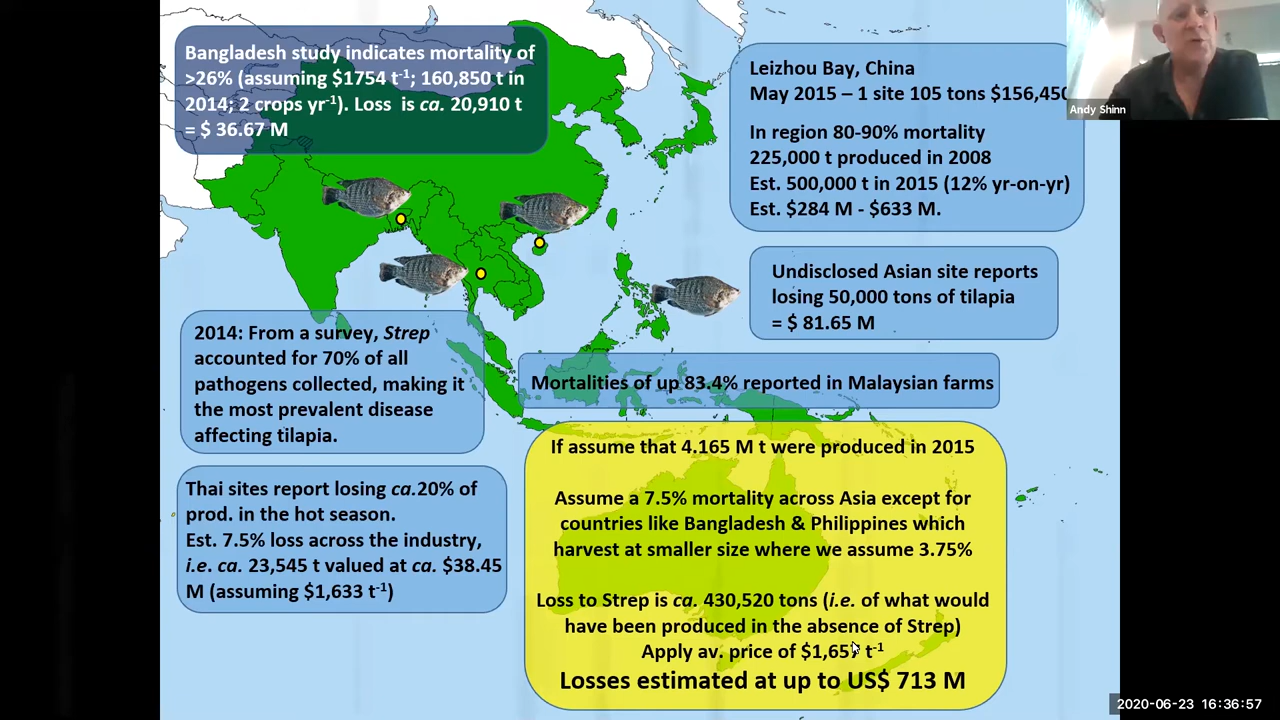 Bangladesh study indicates mortality of
>26% (assuming $1754 t⁻¹; 160,850 t in
2014; 2 crops yr⁻¹). Loss is ca. 20,910 t
= $ 36.67 M
Leizhou Bay, China
May 2015 – 1 site 105 tons $156,450
In region 80-90% mortality
225,000 t produced in 2008
Est. 500,000 t in 2015 (12% yr-on-yr)
Est. $284 M - $633 M.
Andy Shinn
Undisclosed Asian site reports
losing 50,000 tons of tilapia
= $ 81.65 M
2014: From a survey, Strep
accounted for 70% of all
pathogens collected, making it
the most prevalent disease
affecting tilapia.
Mortalities of up 83.4% reported in Malaysian farms
Thai sites report losing ca.20% of
prod. in the hot season.
Est. 7.5% loss across the industry,
i.e. ca. 23,545 t valued at ca. $38.45
M (assuming $1,633 t⁻¹)
If assume that 4.165 M t were produced in 2015
Assume a 7.5% mortality across Asia except for
countries like Bangladesh & Philippines which
harvest at smaller size where we assume 3.75%
Loss to Strep is ca. 430,520 tons (i.e. of what would
have been produced in the absence of Strep)
Apply av. price of $1,657 t⁻¹
Losses estimated at up to US$ 713 M
2020-06-23 16:36:57